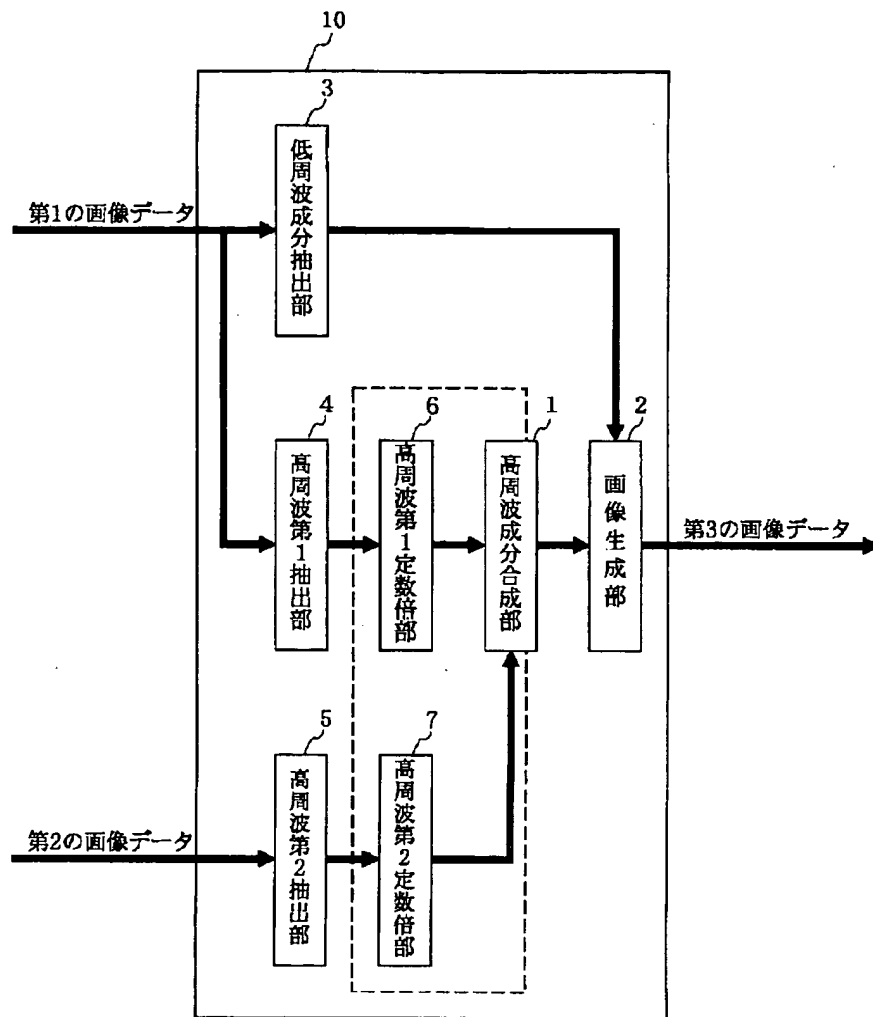 10
3
低周波成分抽出部
第1の画像データ
4
高周波第1抽出部
6
高周波第1定数倍部
1
高周波成分合成部
2
画像生成部
第3の画像データ
5
高周波第2抽出部
7
高周波第2定数倍部
第2の画像データ